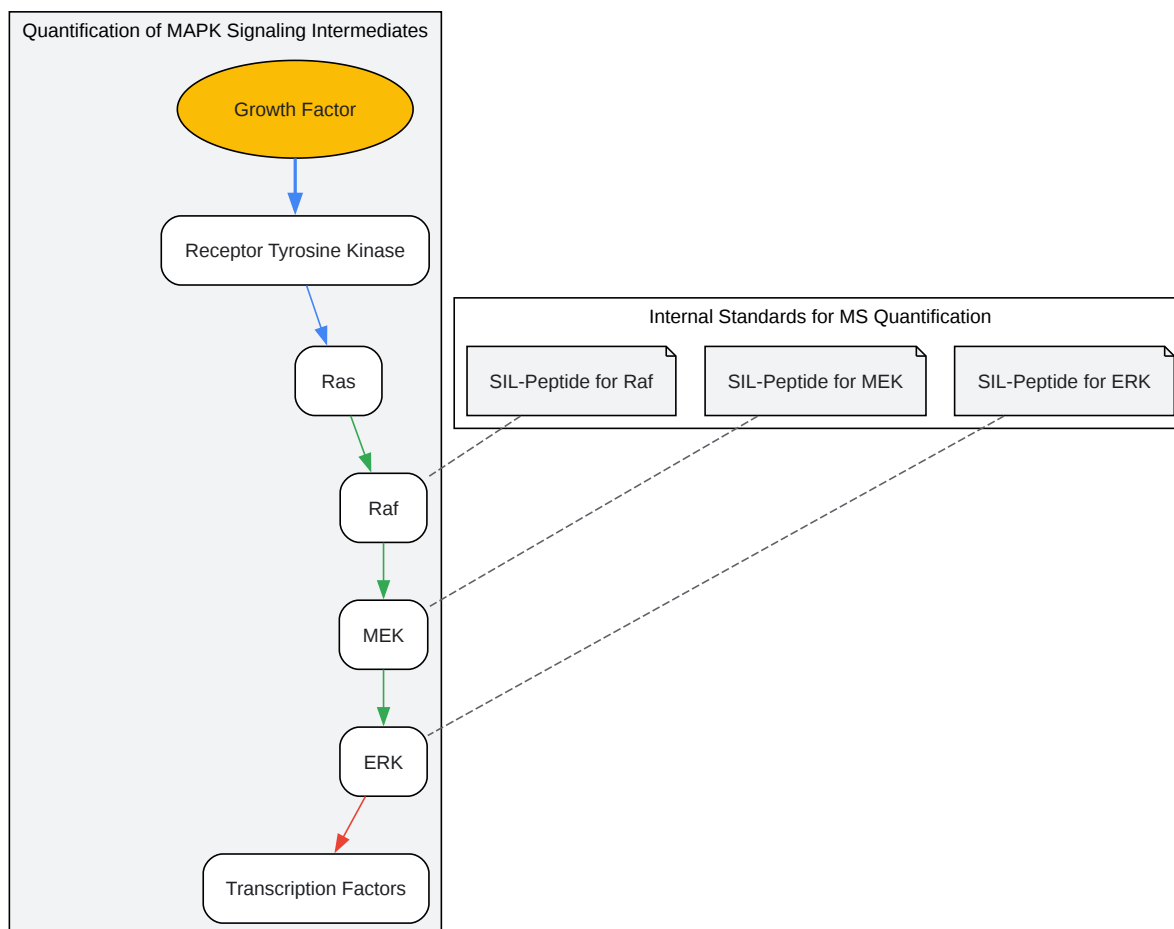 Quantification of MAPK Signaling Intermediates
Growth Factor
Receptor Tyrosine Kinase
Internal Standards for MS Quantification
Ras
SIL-Peptide for Raf
SIL-Peptide for MEK
SIL-Peptide for ERK
Raf
MEK
ERK
Transcription Factors